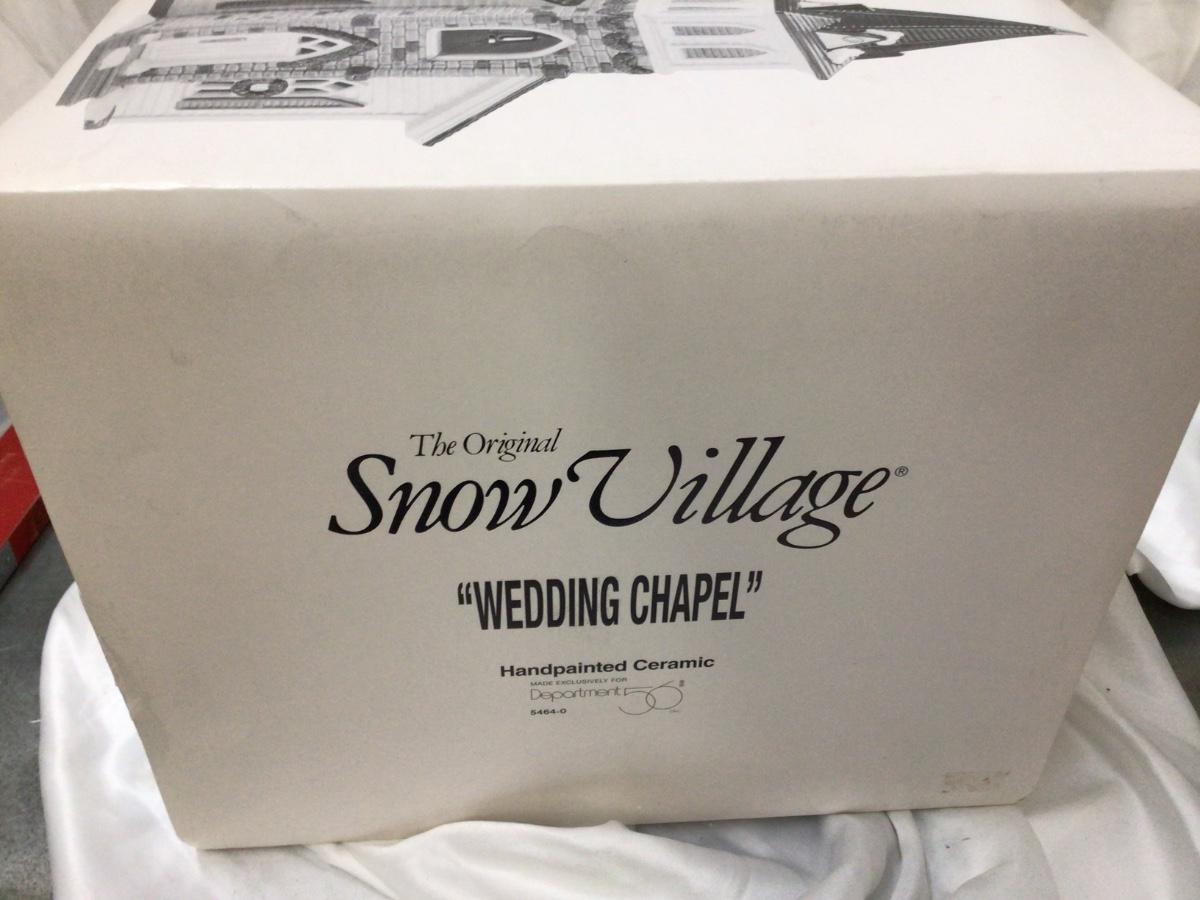 The Original
Snow Village®
“WEDDING CHAPEL”
Handpainted Ceramic
MADE EXCLUSIVELY FOR
Department 56®
5464-0